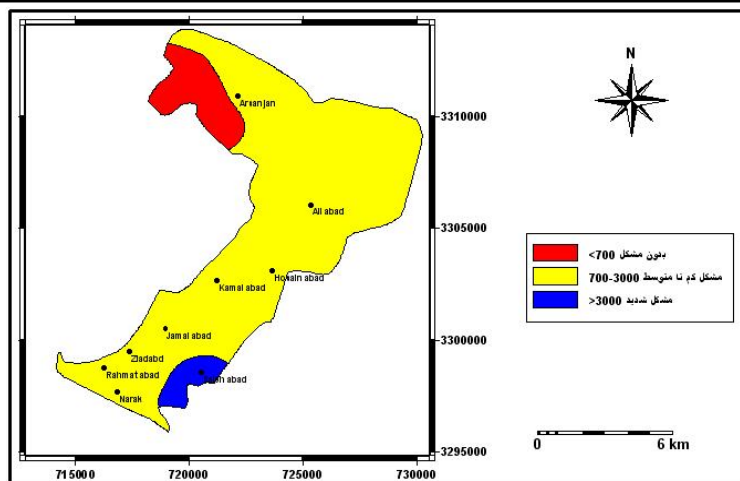 N
3310000
3305000
3300000
3295000
715000 720000 725000 730000
Arsanjan
Ali abad
Hosain abad
Kamal abad
Jamal abad
Ziadabd
Rahmat abad
Narak
abad
بدون مشکل 700>
مشکل کم تا متوسط 3000-700
مشکل شدید 3000<
0 6 km